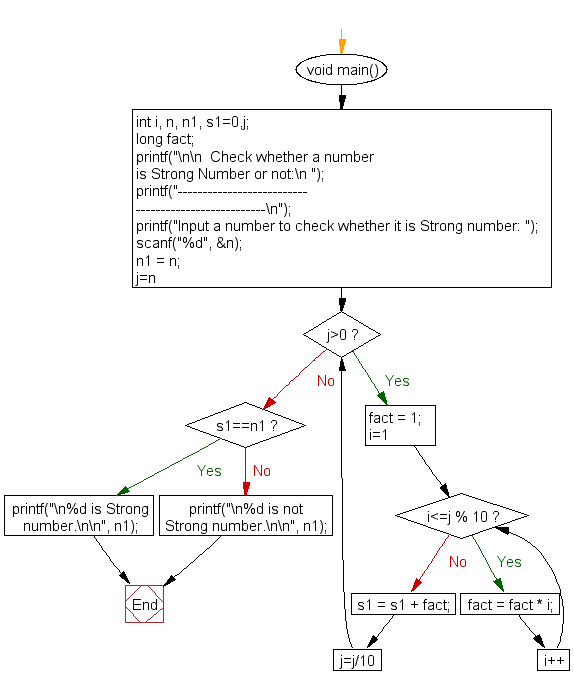 void main()
int i, n, n1, s1=0,j;
long fact;
printf("\n\n  Check whether a number
is Strong Number or not:\n ");
printf("--------------------------
--------------------------\n");
printf("Input a number to check whether it is Strong number: ");
scanf("%d", &n);
n1 = n;
j=n
j>0 ?
No
Yes
s1==n1 ?
fact = 1;
i=1
Yes
No
printf("\n%d is Strong
number.\n\n", n1);
printf("\n%d is not
Strong number.\n\n", n1);
i<=j % 10 ?
No
Yes
End
s1 = s1 + fact;
fact = fact * i;
j=j/10
i++